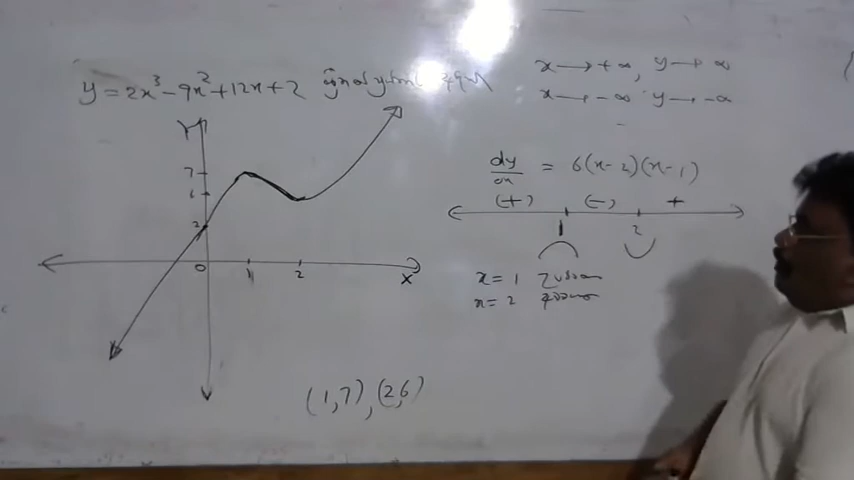 y = 2x³ - 9x² + 12x + 2
x → +∞, y → ∞
x → -∞ y → -∞
dy/dx = 6(x-2)(x-1)
(+) (-) +
1 2
x = 1
x = 2
Y
7
6
2
0 1 2 X
(1,7), (2,6)